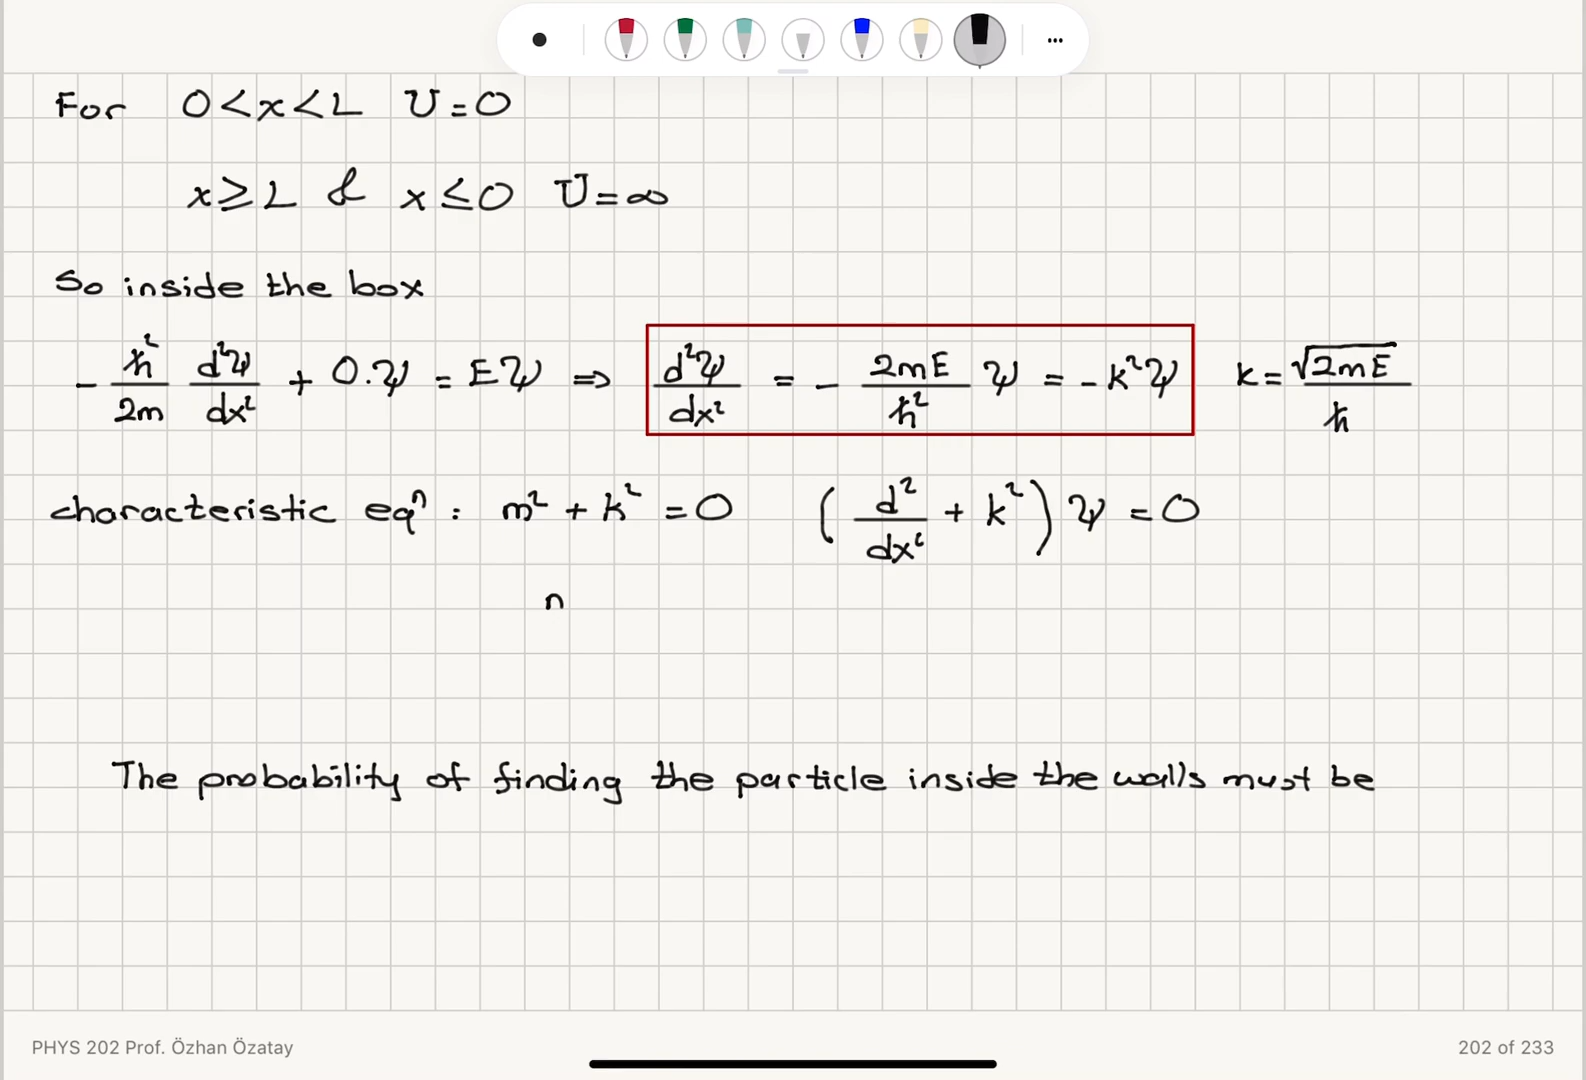 For 0<x<L U=0
x≥L & x≤0 U=∞
So inside the box
- ħ²/2m d²ψ/dx² + 0.ψ = Eψ ⇒ d²ψ/dx² = - 2mE/ħ² ψ = -k²ψ k = √2mE/ħ
characteristic eqⁿ : m² + k² = 0 (d²/dx² + k²) ψ = 0
n
The probability of finding the particle inside the walls must be
PHYS 202 Prof. Özhan Özatay
202 of 233